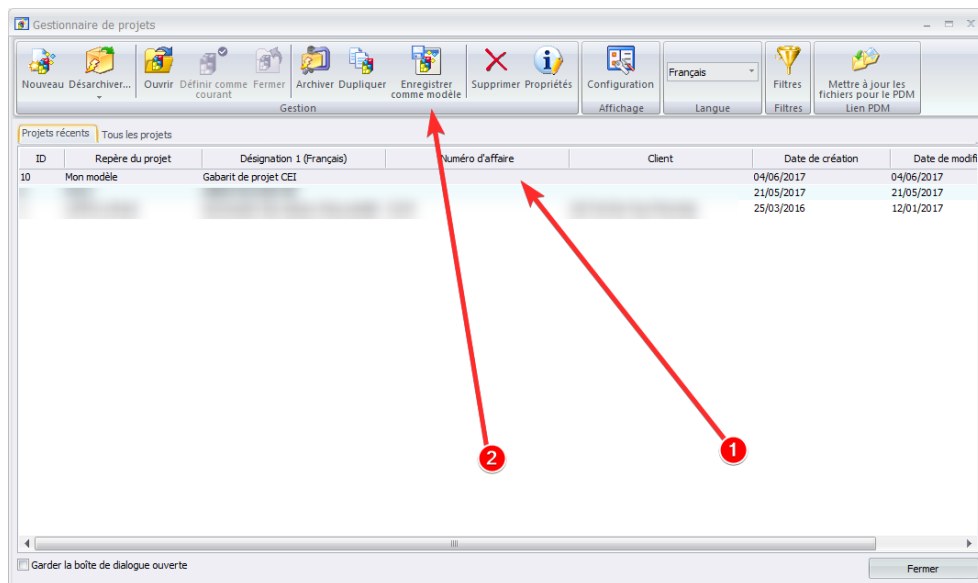 Gestionnaire de projets
Nouveau Désarchiver... Ouvrir Définir comme courant Fermer Archiver Dupliquer Enregistrer comme modèle Supprimer Propriétés Configuration Français Filtres Mettre à jour les fichiers pour le PDM
Gestion Affichage Langue Filtres Lien PDM
Projets récents Tous les projets
ID Repère du projet Désignation 1 (Français) Numéro d'affaire Client Date de création Date de modifi
10 Mon modèle Gabarit de projet CEI 04/06/2017 04/06/2017
21/05/2017 21/05/2017
25/03/2016 12/01/2017
1
2
Garder la boîte de dialogue ouverte
Fermer